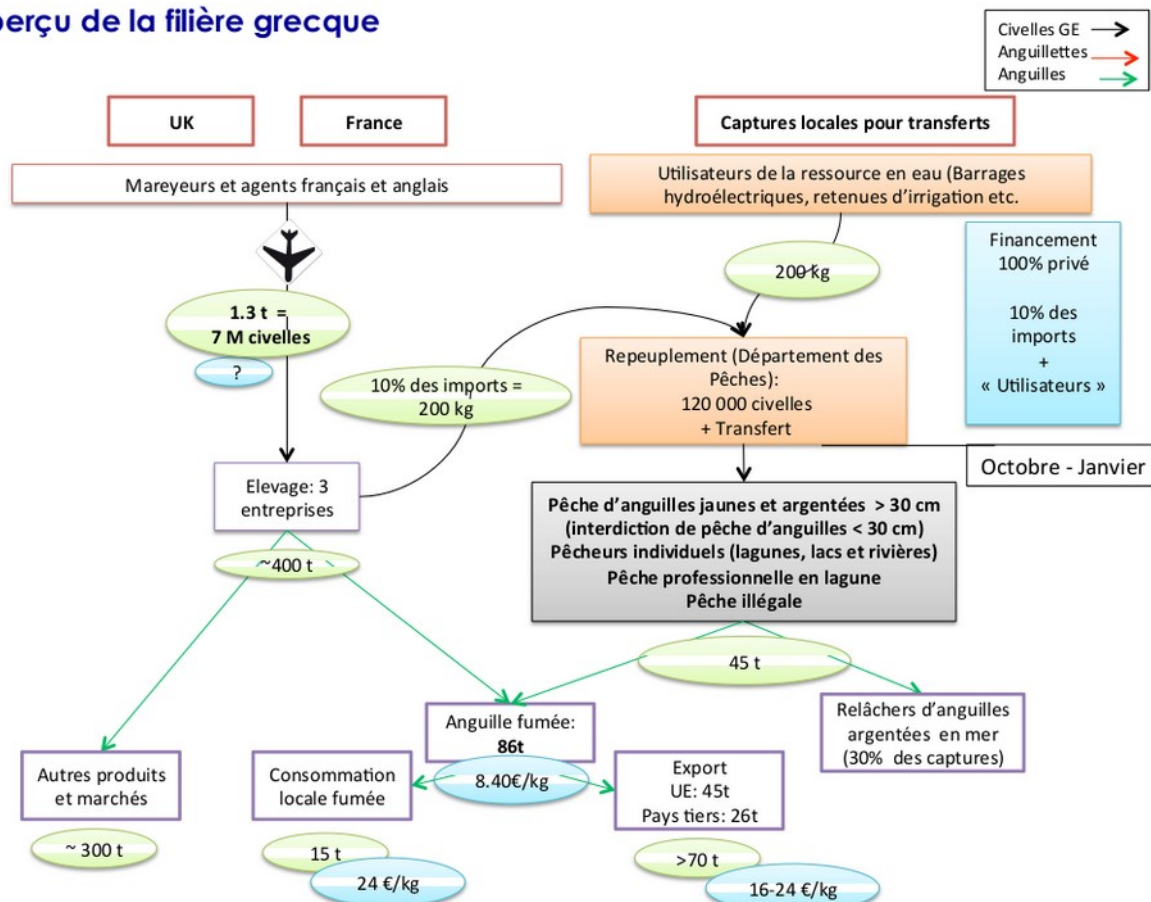 perçu de la filière grecque
Civelles GE
Anguillettes
Anguilles
UK
France
Captures locale pour transferts
Mareyeurs et agents français et anglais
Utilisateurs de la ressource en eau (Barrages
hydroélectriques, retenues d’irrigation etc.
Financement
100% privé
10% des
imports
+
« Utilisateurs »
200 kg
1.3 t =
7 M civelles
?
10% des imports =
200 kg
Repeuplement (Département des
Pêches):
120 000 civelles
+ Transfert
Octobre - Janvier
Elevage: 3
entreprises
~400 t
Pêche d’anguilles jaunes et argentées > 30 cm
(interdiction de pêche d’anguilles < 30 cm)
Pêcheurs individuels (lagunes, lacs et rivières)
Pêche professionnelle en lagune
Pêche illégale
45 t
Anguille fumée:
86t
8.40€/kg
Relâchers d’anguilles
argentées en mer
(30% des captures)
Autres produits
et marchés
~ 300 t
Consommation
locale fumée
15 t
24 €/kg
Export
UE: 45t
Pays tiers: 26t
>70 t
16-24 €/kg